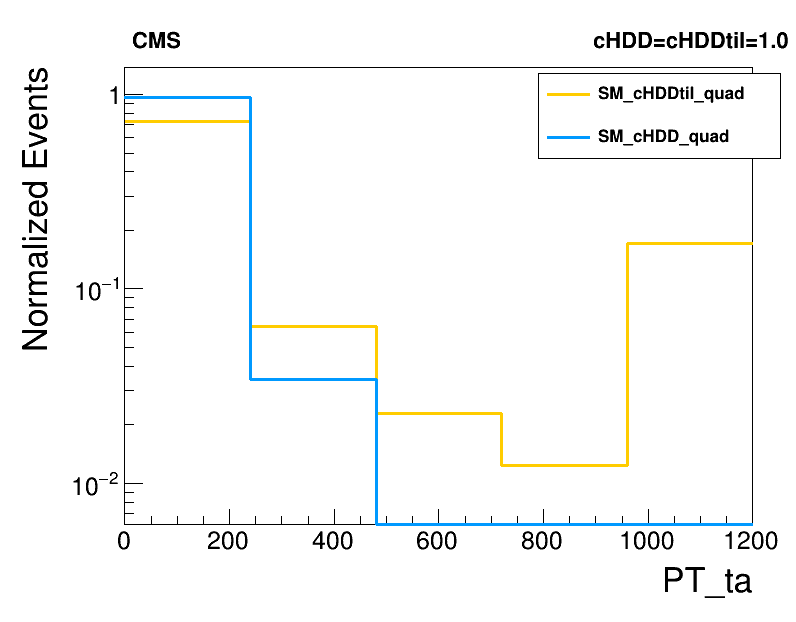 CMS
cHDD=cHDDtil=1.0
SM_cHDDtil_quad
SM_cHDD_quad
Normalized Events
1
10⁻¹
10⁻²
0 200 400 600 800 1000 1200
PT_ta